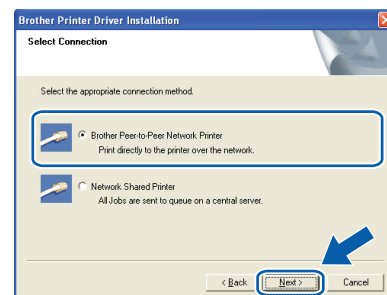 Brother Printer Driver Installation
Select Connection
Select the appropriate connection method.
Brother Peer-to-Peer Network Printer
Print directly to the printer over the network.
Network Shared Printer
All Jobs are sent to queue on a central server.
< Back Next > Cancel